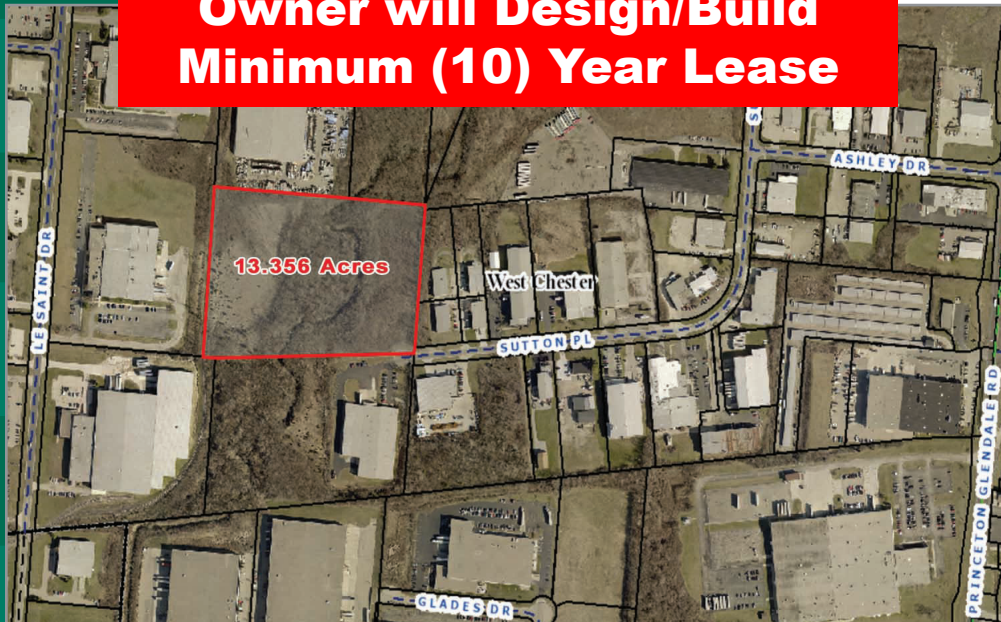 Owner will Design/Build
Minimum (10) Year Lease
S
ASHLEY DR
LE SAINT DR
13.356 Acres
West Chester
SUTTON PL
PRINCETON GLENDALE RD
GLADES DR